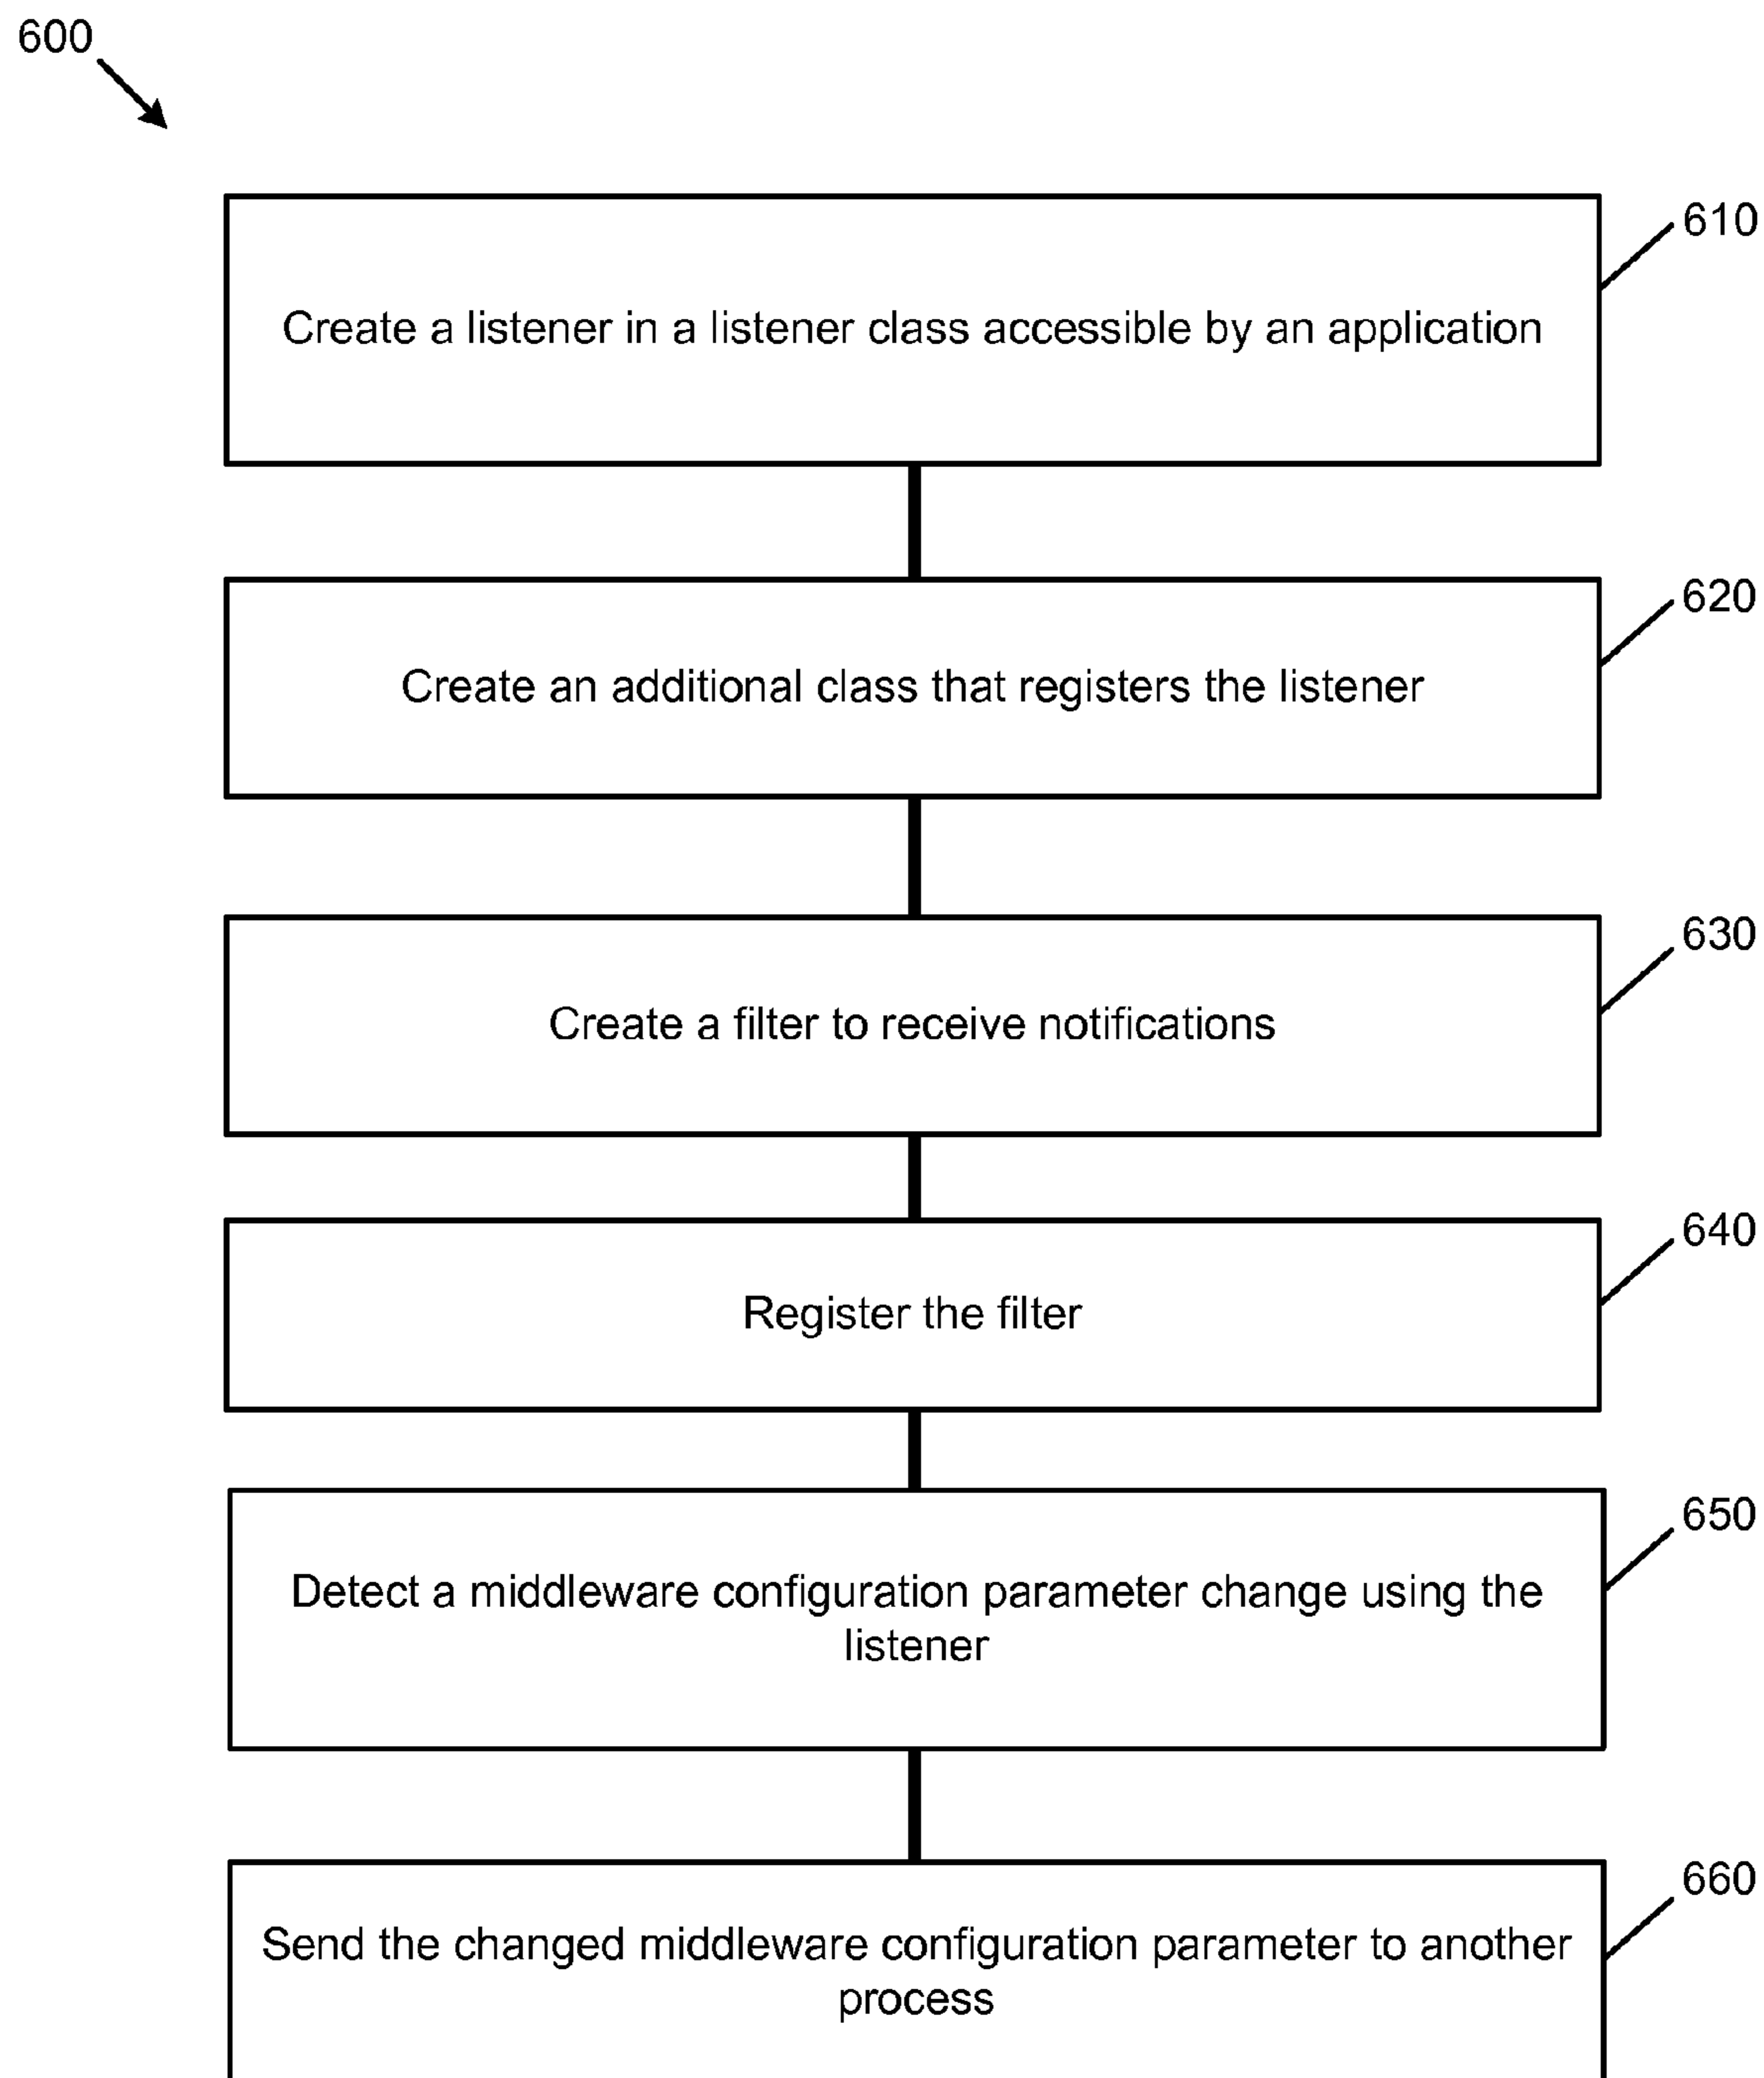 600
610
Create a listener in a listener class accessible by an application
620
Create an additional class that registers the listener
630
Create a filter to receive notifications
640
Register the filter
650
Detect a middleware configuration parameter change using the
listener
660
Send the changed middleware configuration parameter to another
process